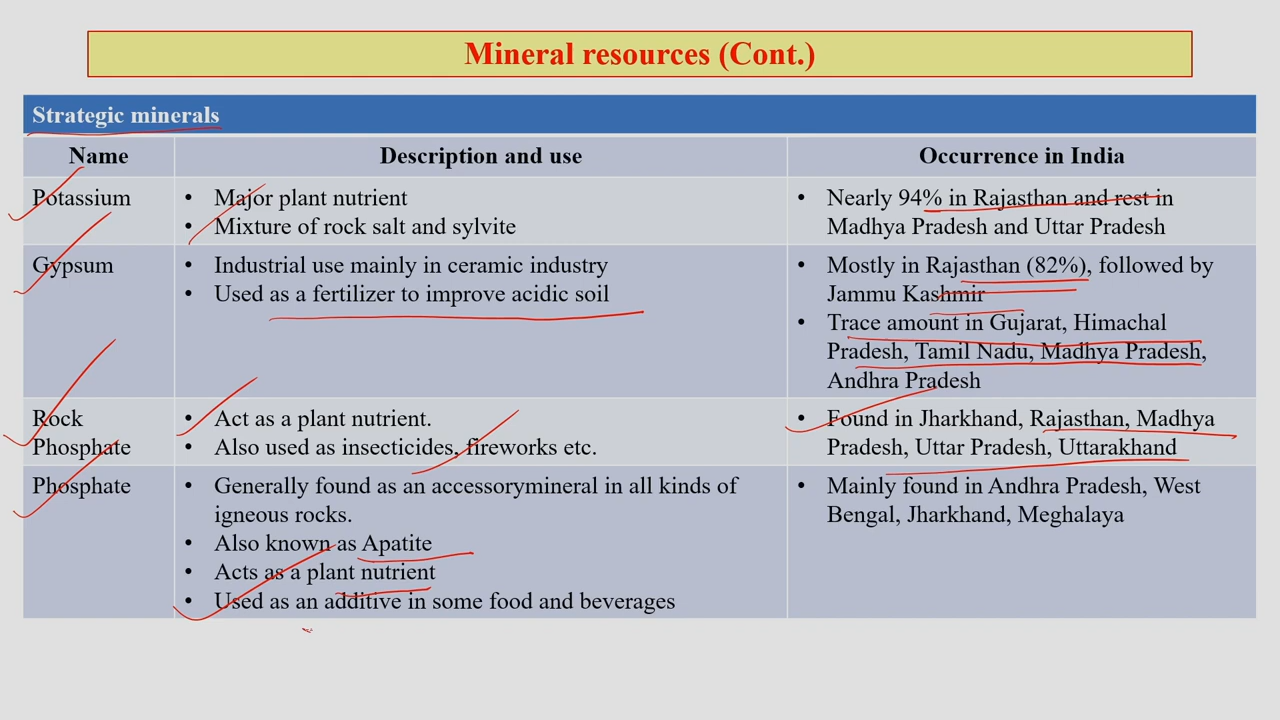 Mineral resources (Cont.)
Strategic minerals
Name
Description and use
Occurrence in India
Potassium
• Major plant nutrient
• Mixture of rock salt and sylvite
• Nearly 94% in Rajasthan and rest in
Madhya Pradesh and Uttar Pradesh
Gypsum
• Industrial use mainly in ceramic industry
• Used as a fertilizer to improve acidic soil
• Mostly in Rajasthan (82%), followed by
Jammu Kashmir
• Trace amount in Gujarat, Himachal
Pradesh, Tamil Nadu, Madhya Pradesh,
Andhra Pradesh
Rock
Phosphate
• Act as a plant nutrient.
• Also used as insecticides, fireworks etc.
• Found in Jharkhand, Rajasthan, Madhya
Pradesh, Uttar Pradesh, Uttarakhand
Phosphate
• Generally found as an accessorymineral in all kinds of
igneous rocks.
• Also known as Apatite
• Acts as a plant nutrient
• Used as an additive in some food and beverages
• Mainly found in Andhra Pradesh, West
Bengal, Jharkhand, Meghalaya